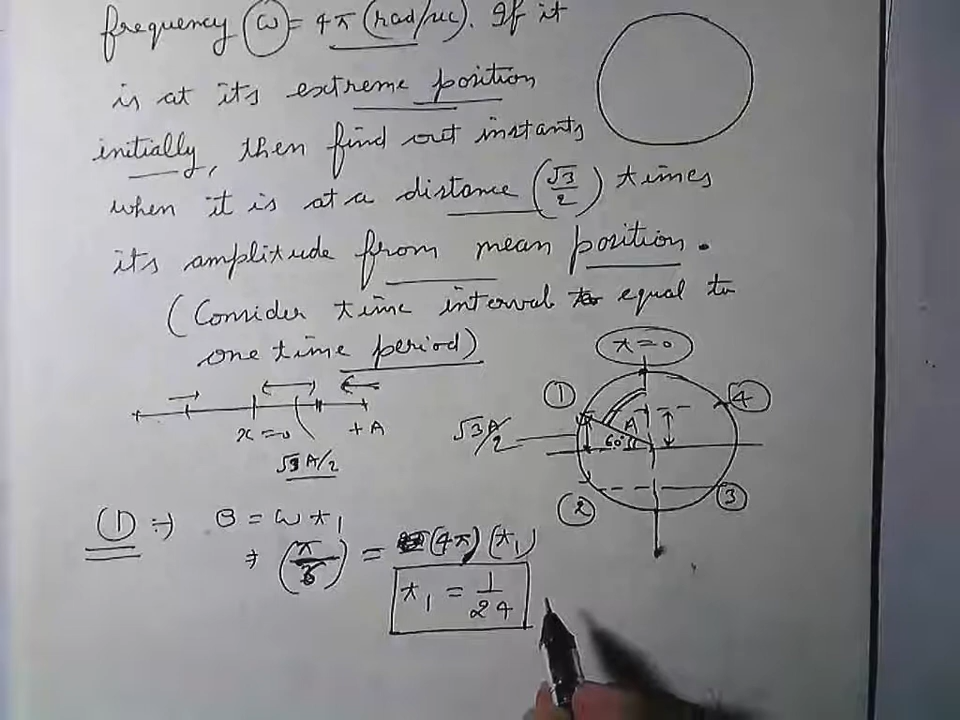 frequency (ω) = 4π (rad/sec). If it
is at its extreme position
initially, then find out instants
when it is at a distance (√3/2) times
its amplitude from mean position.
(Consider time interval to equal to
one time period)
t=0
1
4
x=0
√3A/2
+A
√3A/2
A
60°
2
3
(1) :→ θ = ωt₁
⇒ (π/6) = (4π)(t₁)
t₁ = 1/24